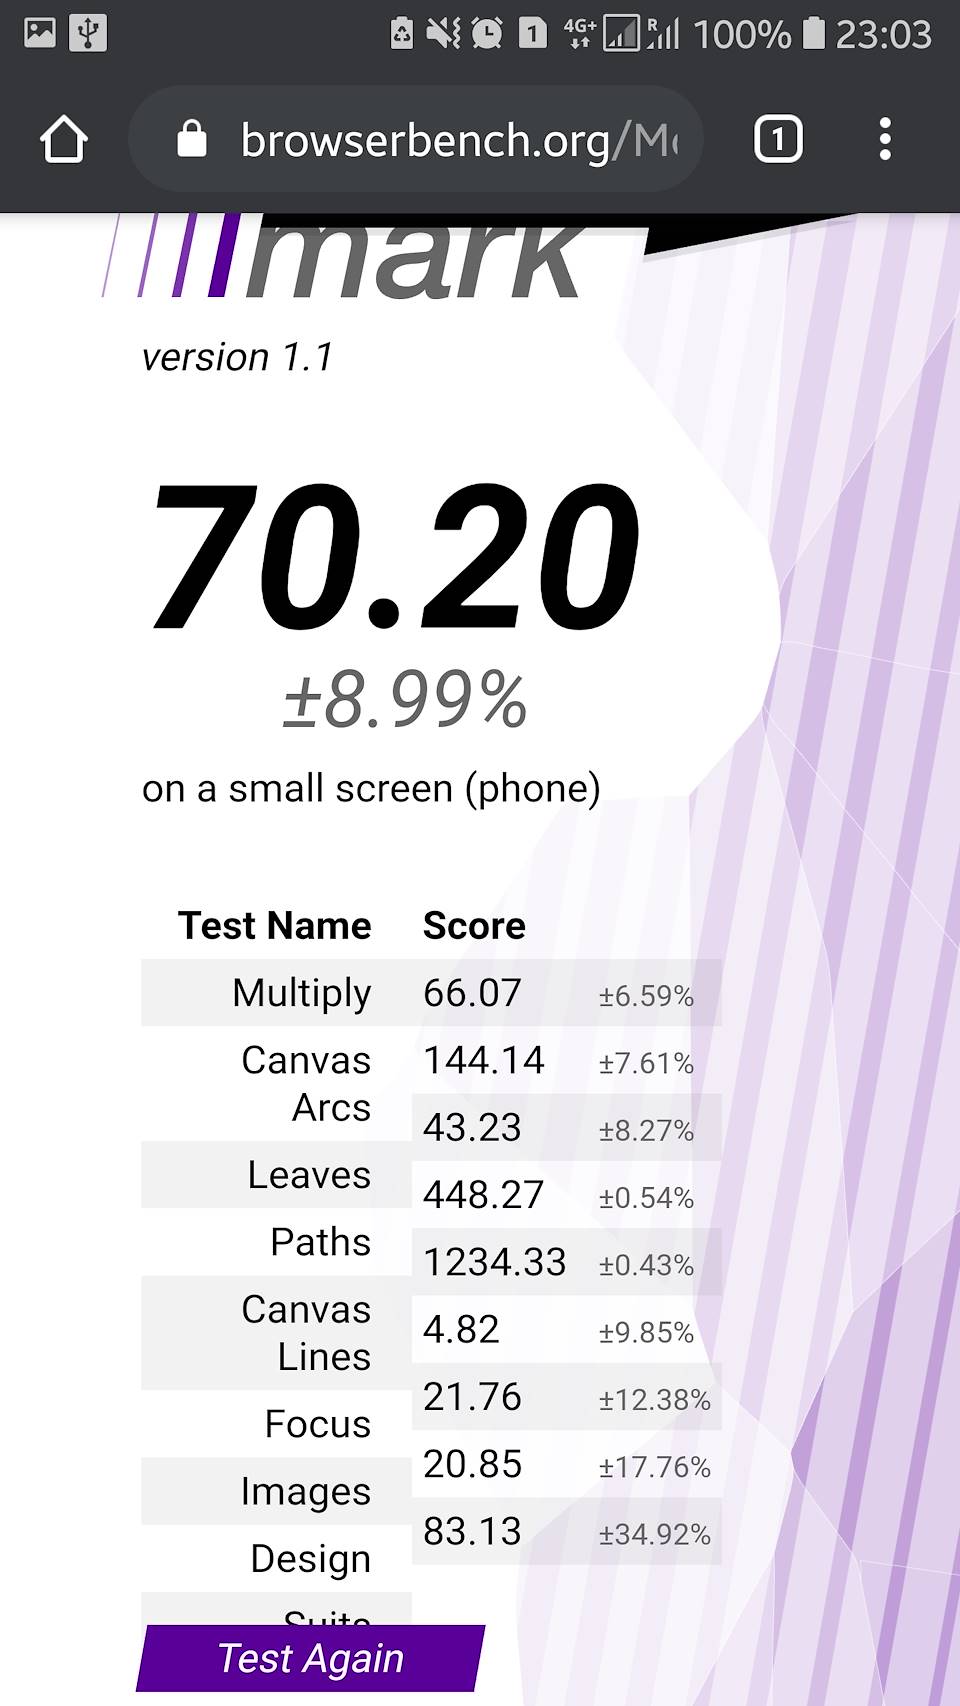 1 4G+ R 100% 23:03
browserbench.org/Mo 1
mark
version 1.1
70.20
±8.99%
on a small screen (phone)
Test Name Score
Multiply 66.07 ±6.59%
Canvas 144.14 ±7.61%
Arcs
43.23 ±8.27%
Leaves
448.27 ±0.54%
Paths
1234.33 ±0.43%
Canvas
4.82 ±9.85%
Lines
21.76 ±12.38%
Focus
20.85 ±17.76%
Images
83.13 ±34.92%
Design
Suits
Test Again